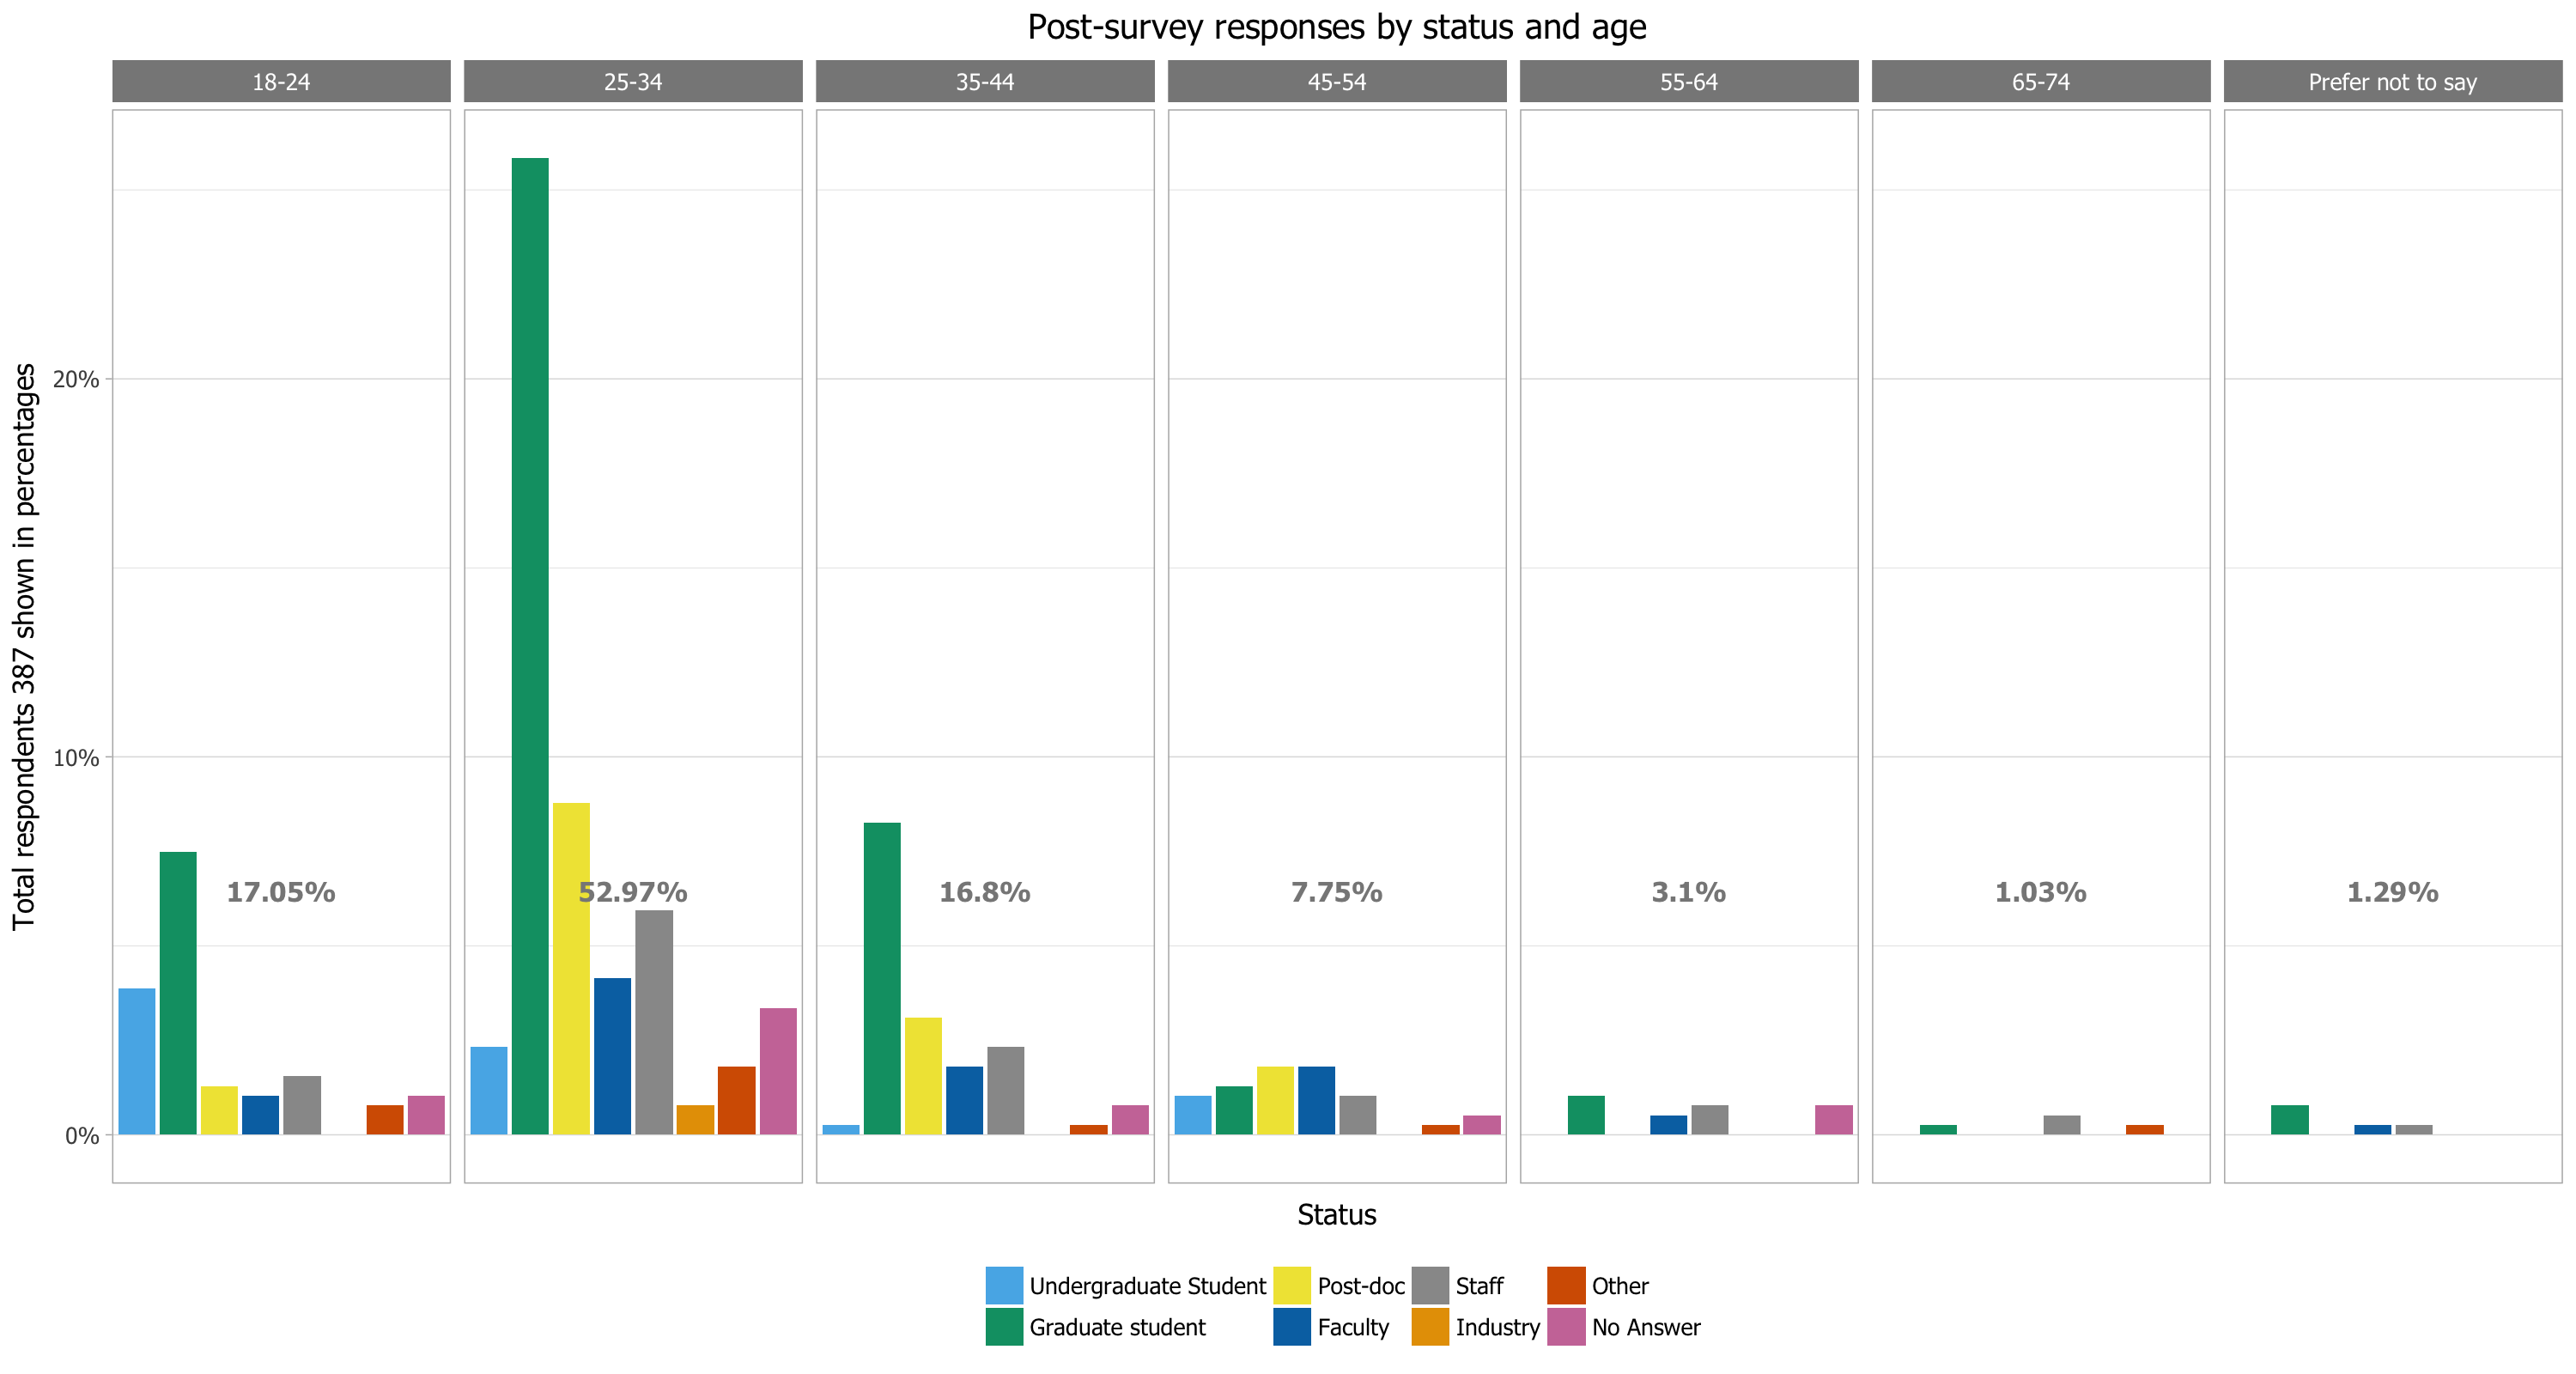 Post-survey responses by status and age
18-24 25-34 35-44 45-54 55-64 65-74 Prefer not to say
Total respondents 387 shown in percentages
20%
10%
0%
17.05% 52.97% 16.8% 7.75% 3.1% 1.03% 1.29%
Status
Undergraduate Student Post-doc Staff Other
Graduate student Faculty Industry No Answer